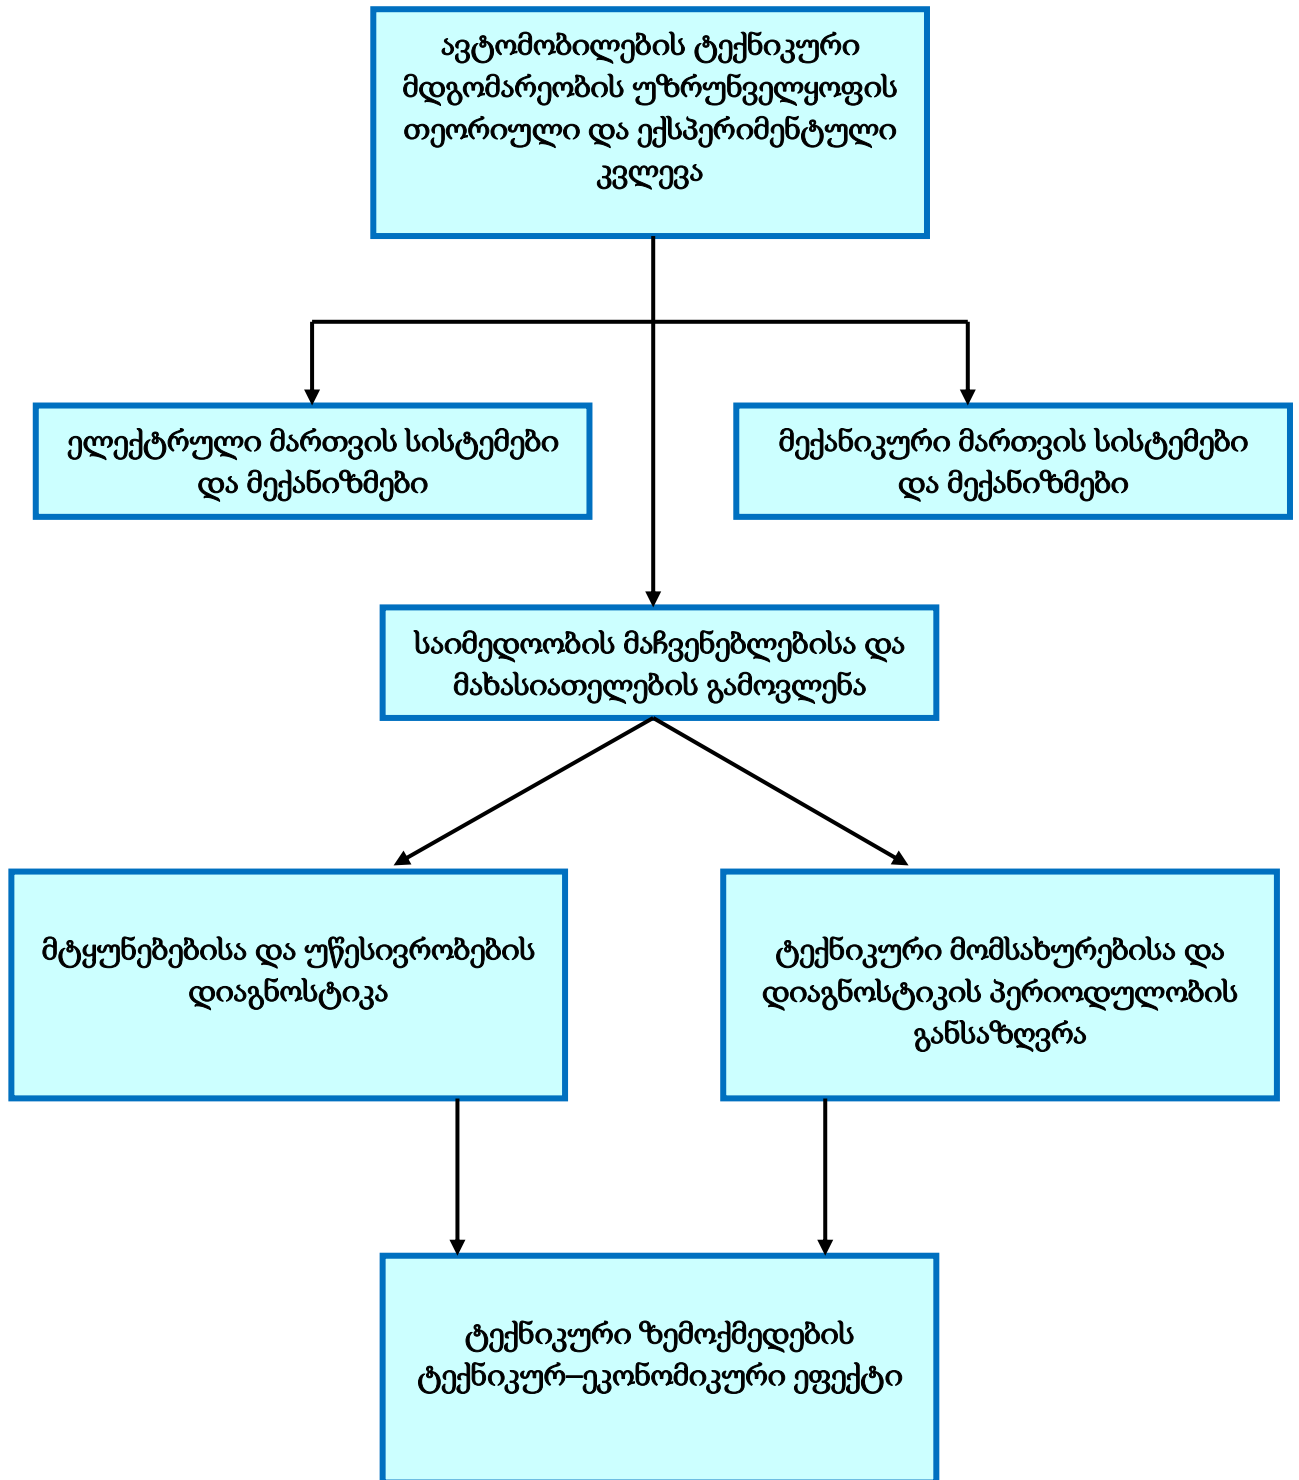 ავტომობილების ტექნიკური
მდგომარეობის უზრუნველყოფის
თეორიული და ექსპერიმენტული
კვლევა
ელექტრული მართვის სისტემები
და მექანიზმები
მექანიკური მართვის სისტემები
და მექანიზმები
საიმედოობის მაჩვენებლებისა და
მახასიათელების გამოვლენა
მტყუნებებისა და უწესივრობების
დიაგნოსტიკა
ტექნიკური მომსახურებისა და
დიაგნოსტიკის პერიოდულობის
განსაზღვრა
ტექნიკური ზემოქმედების
ტექნიკურ–ეკონომიკური ეფექტი